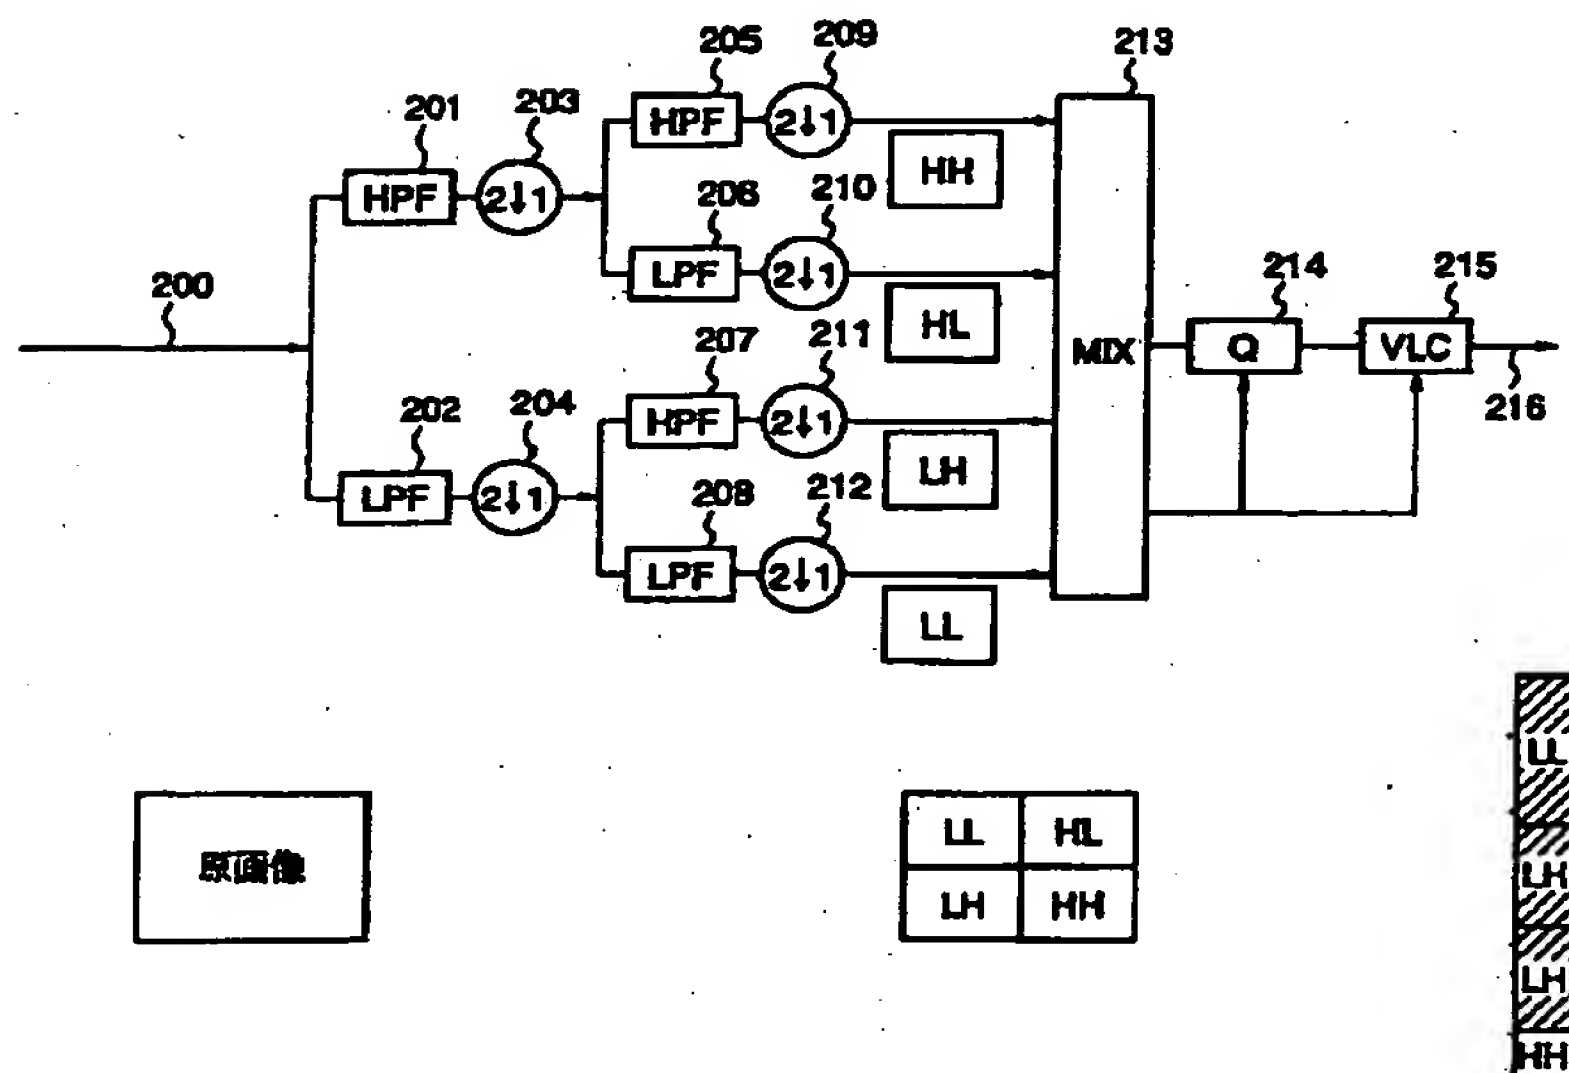 205 209 213
201 203 HPF 2↓1
HH
HPF 2↓1
206 210
LPF 2↓1
200 214 215
HL
207 211
MIX Q VLC
202 204 HPF 2↓1 216
LH
LPF 2↓1
208 212
LPF 2↓1
LL
LL
原画像
LL HL
LH HH
LH
LH
HH